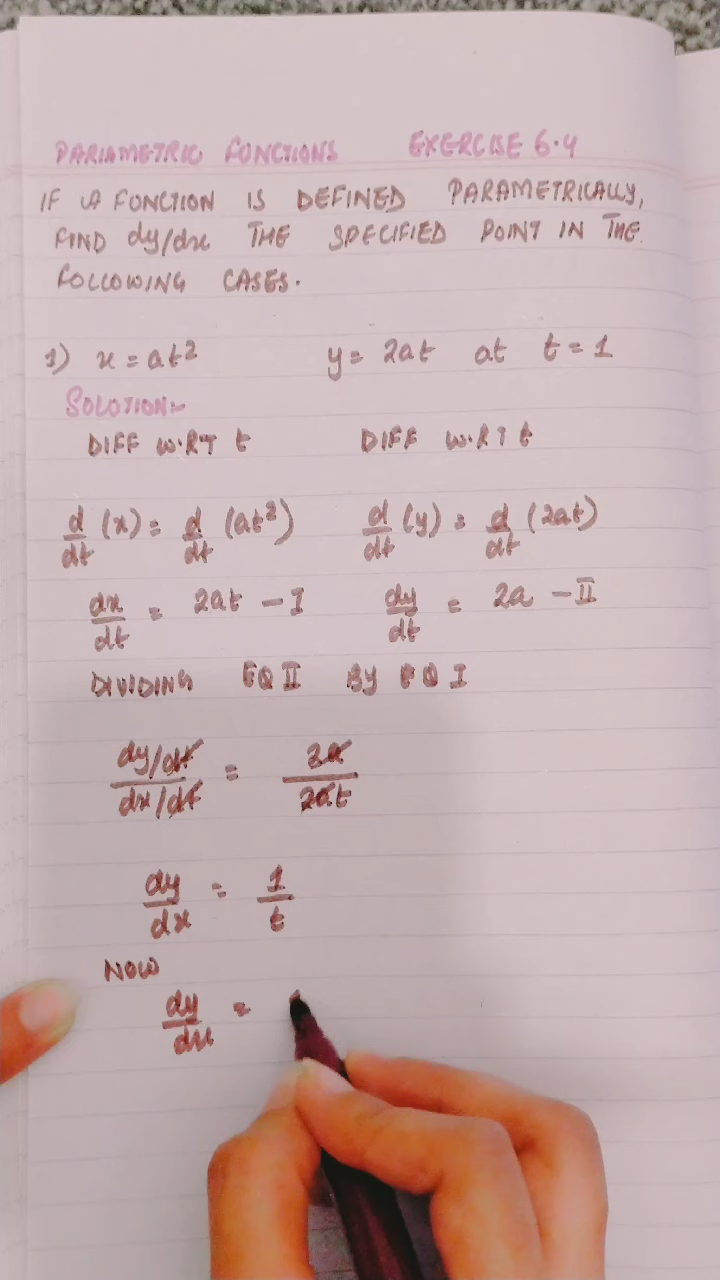 PARAMETRIC FUNCTIONS EXERCISE 6.4
IF A FUNCTION IS DEFINED PARAMETRICALLY,
FIND dy/dx THE SPECIFIED POINT IN THE
FOLLOWING CASES.
1) x = at² y = 2at at t = 1
SOLUTION:-
DIFF W.R.T t DIFF W.R.T t
d/dt (x) = d/dt (at²) d/dt (y) = d/dt (2at)
dx/dt = 2at - I dy/dt = 2a - II
DIVIDING EQ II BY EQ I
dy/dt / dx/dt = 2a / 2at
dy/dx = 1/t
NOW
dy/dx =